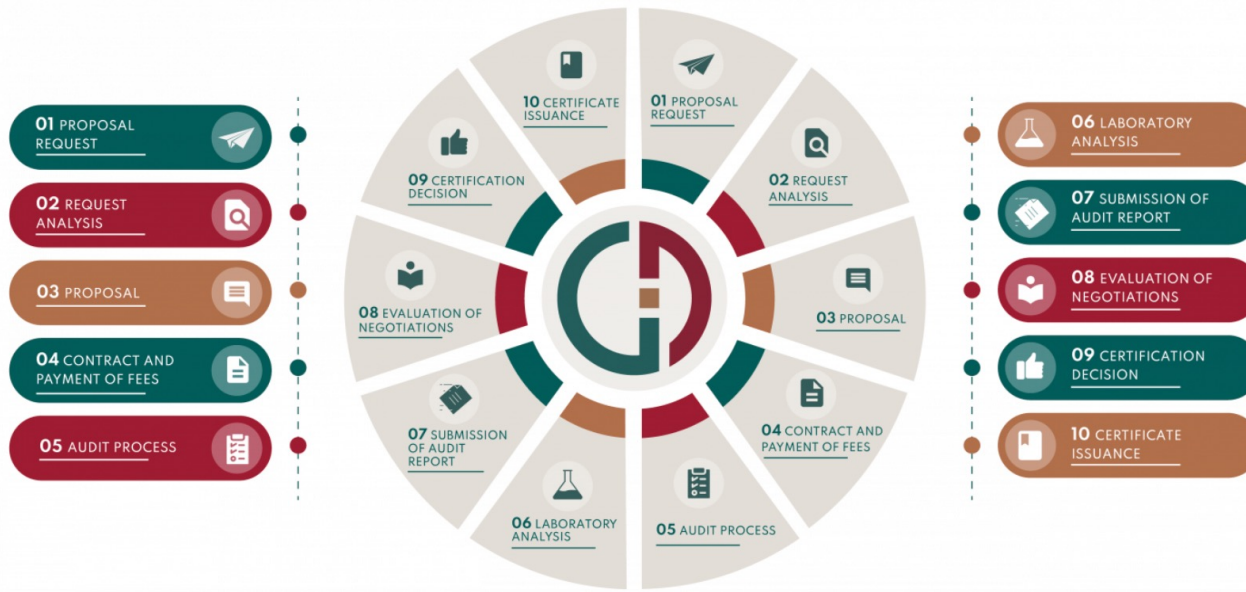 01 PROPOSAL
REQUEST
02 REQUEST
ANALYSIS
03 PROPOSAL
04 CONTRACT AND
PAYMENT OF FEES
05 AUDIT PROCESS
10 CERTIFICATE
ISSUANCE
01 PROPOSAL
REQUEST
09 CERTIFICATION
DECISION
02 REQUEST
ANALYSIS
08 EVALUATION OF
NEGOTIATIONS
03 PROPOSAL
07 SUBMISSION
OF AUDIT
REPORT
04 CONTRACT AND
PAYMENT OF FEES
06 LABORATORY
ANALYSIS
05 AUDIT PROCESS
06 LABORATORY
ANALYSIS
07 SUBMISSION OF
AUDIT REPORT
08 EVALUATION OF
NEGOTIATIONS
09 CERTIFICATION
DECISION
10 CERTIFICATE
ISSUANCE